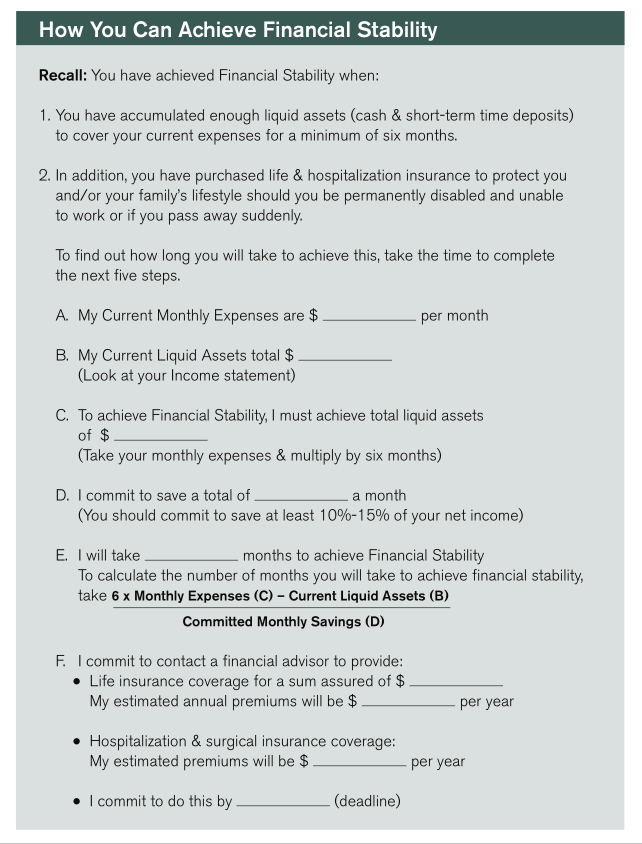 How You Can Achieve Financial Stability
Recall: You have achieved Financial Stability when:
1. You have accumulated enough liquid assets (cash & short-term time deposits)
to cover your current expenses for a minimum of six months.
2. In addition, you have purchased life & hospitalization insurance to protect you
and/or your family's lifestyle should you be permanently disabled and unable
to work or if you pass away suddenly.
To find out how long you will take to achieve this, take the time to complete
the next five steps.
A. My Current Monthly Expenses are $ __________ per month
B. My Current Liquid Assets total $ __________
(Look at your Income statement)
C. To achieve Financial Stability, I must achieve total liquid assets
of $ __________
(Take your monthly expenses & multiply by six months)
D. I commit to save a total of __________ a month
(You should commit to save at least 10%-15% of your net income)
E. I will take __________ months to achieve Financial Stability
To calculate the number of months you will take to achieve financial stability,
take 6 x Monthly Expenses (C) – Current Liquid Assets (B)
Committed Monthly Savings (D)
F. I commit to contact a financial advisor to provide:
• Life insurance coverage for a sum assured of $ __________
My estimated annual premiums will be $ __________ per year
• Hospitalization & surgical insurance coverage:
My estimated premiums will be $ __________ per year
• I commit to do this by __________ (deadline)